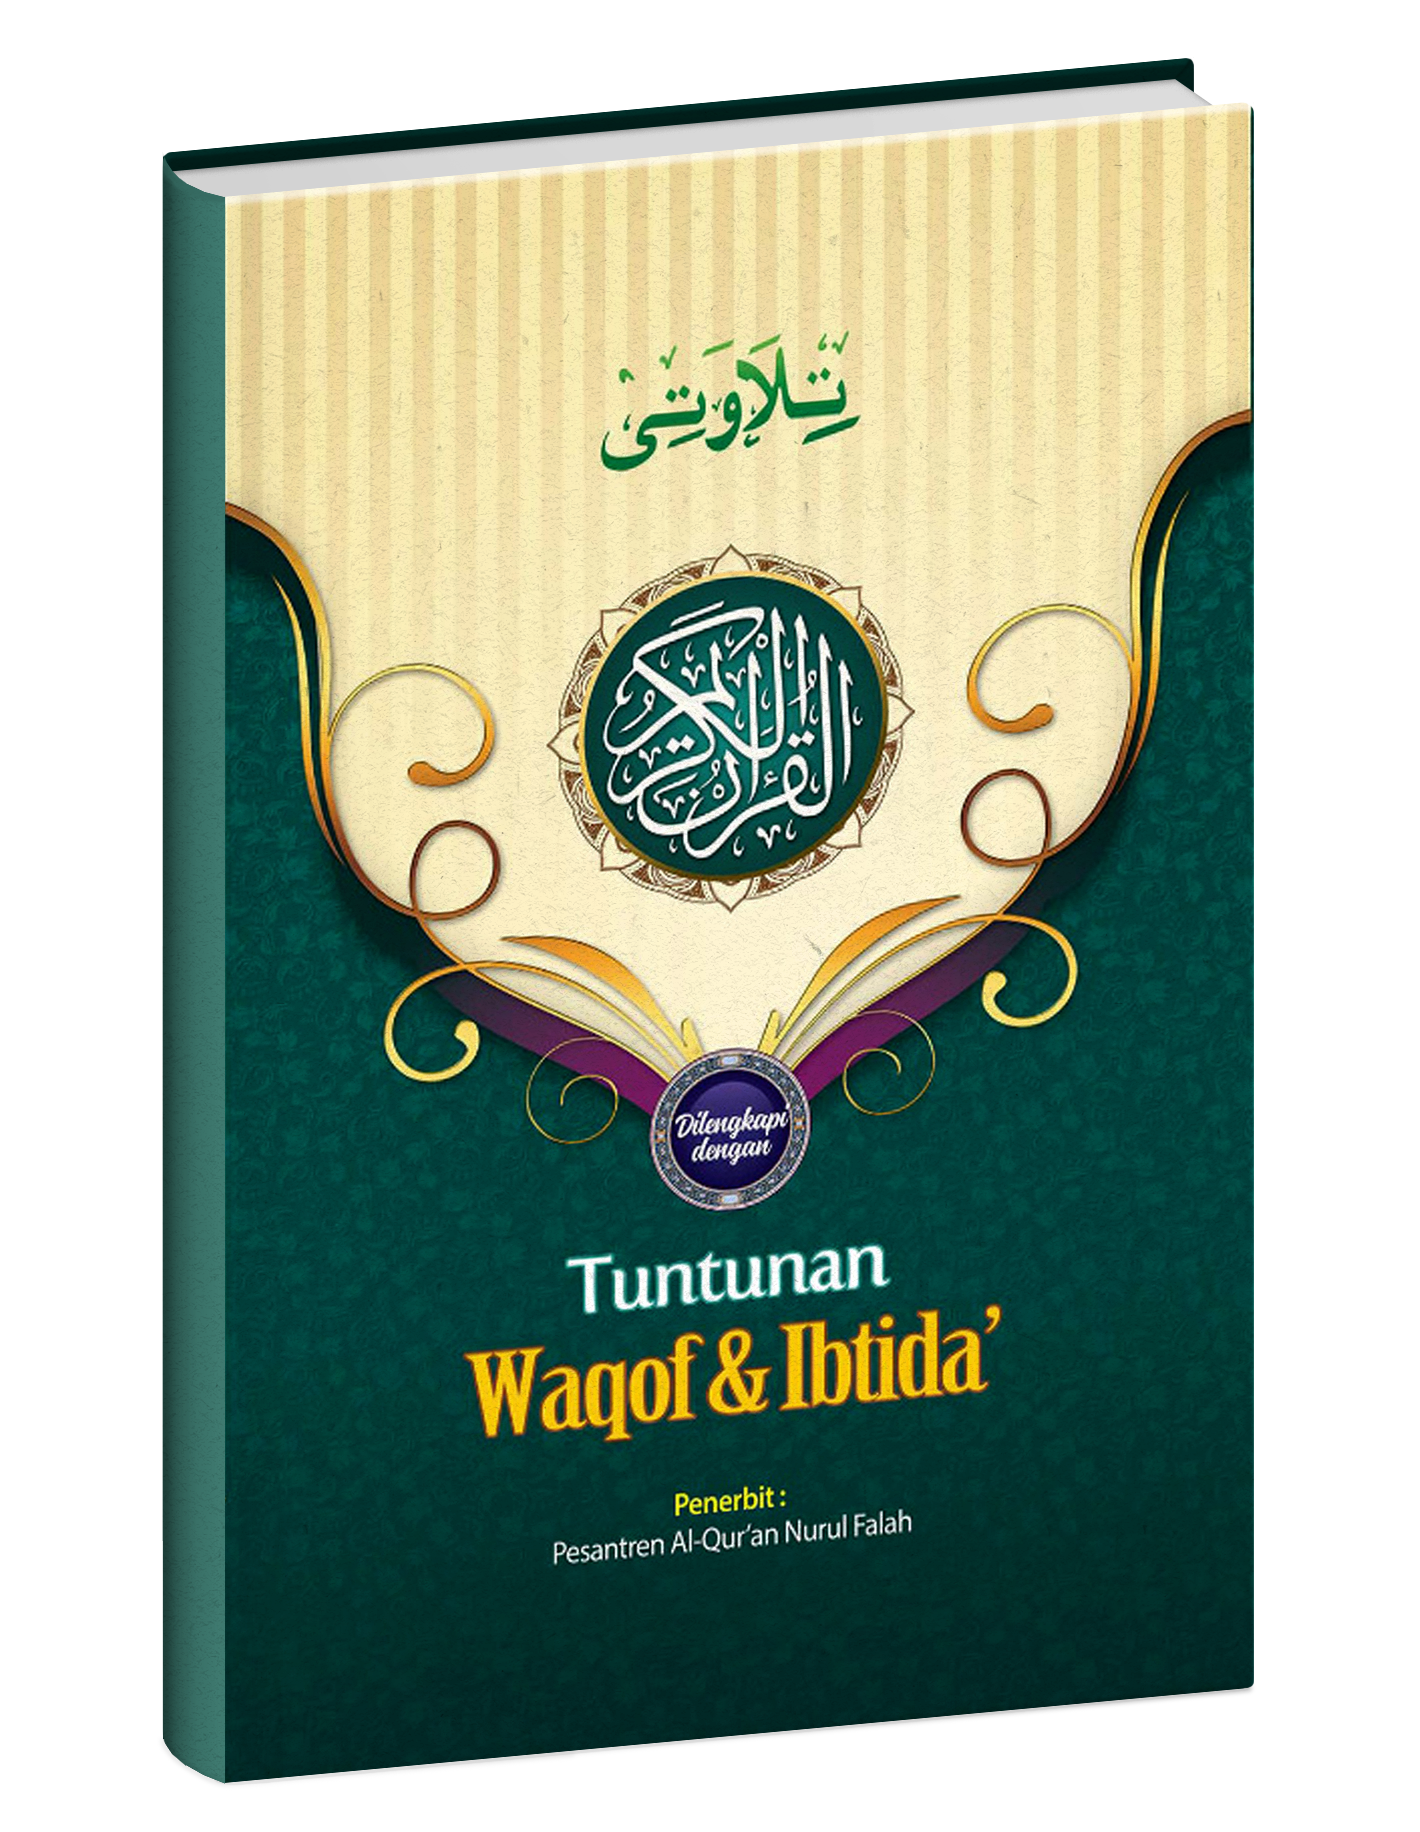 تِلَاوَتِى
القرآن الكريم
Dilengkapi
dengan
Tuntunan
Waqof & Ibtida’
Penerbit :
Pesantren Al-Qur’an Nurul Falah